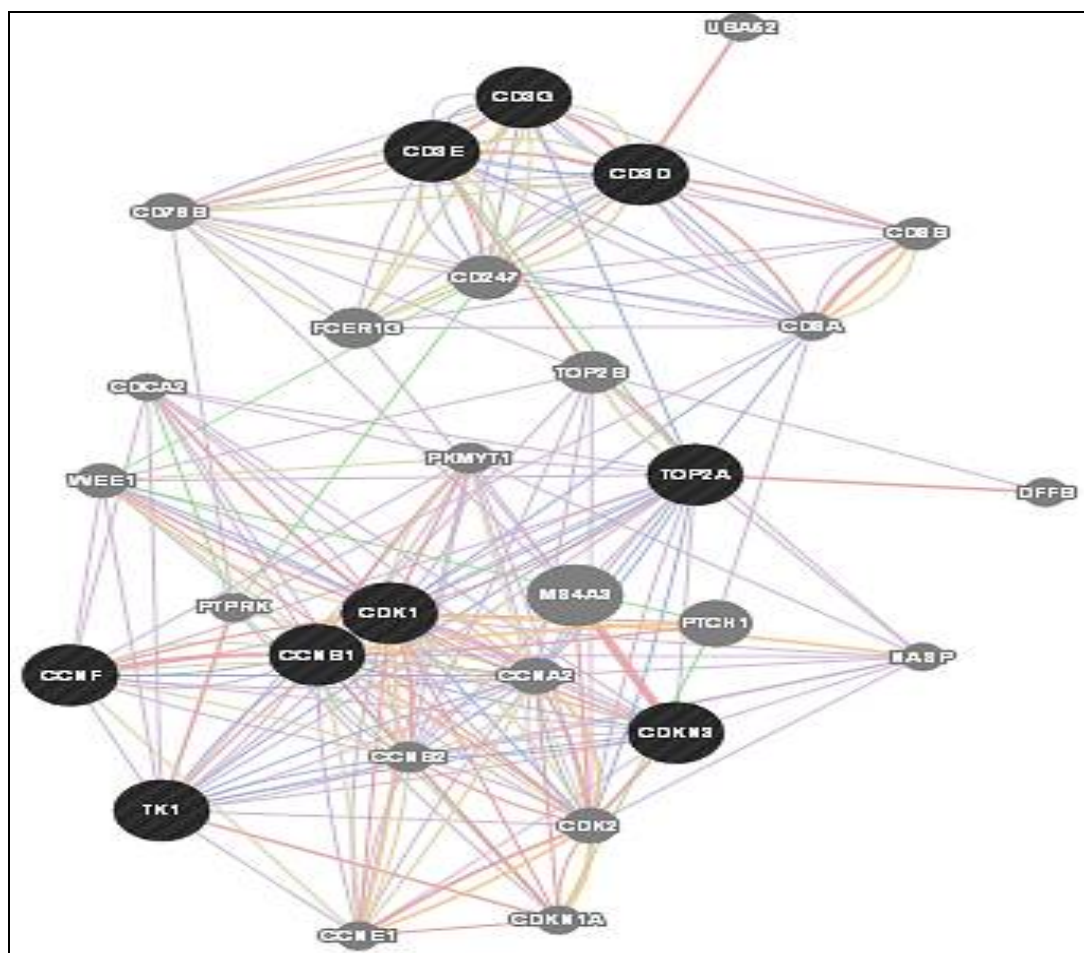 UBA52
CD3G
CD3E
CD3D
CD79B
CD8B
CD247
FCER1G
CD8A
TOP2B
CDCA2
PKMYT1
WEE1
TOP2A
DFFB
MS4A3
PTPRK
CDK1
PTCH1
CCNB1
NASP
CCNF
CCNA2
CDKN3
CCNB2
TK1
CDK2
CDKN1A
CCNE1